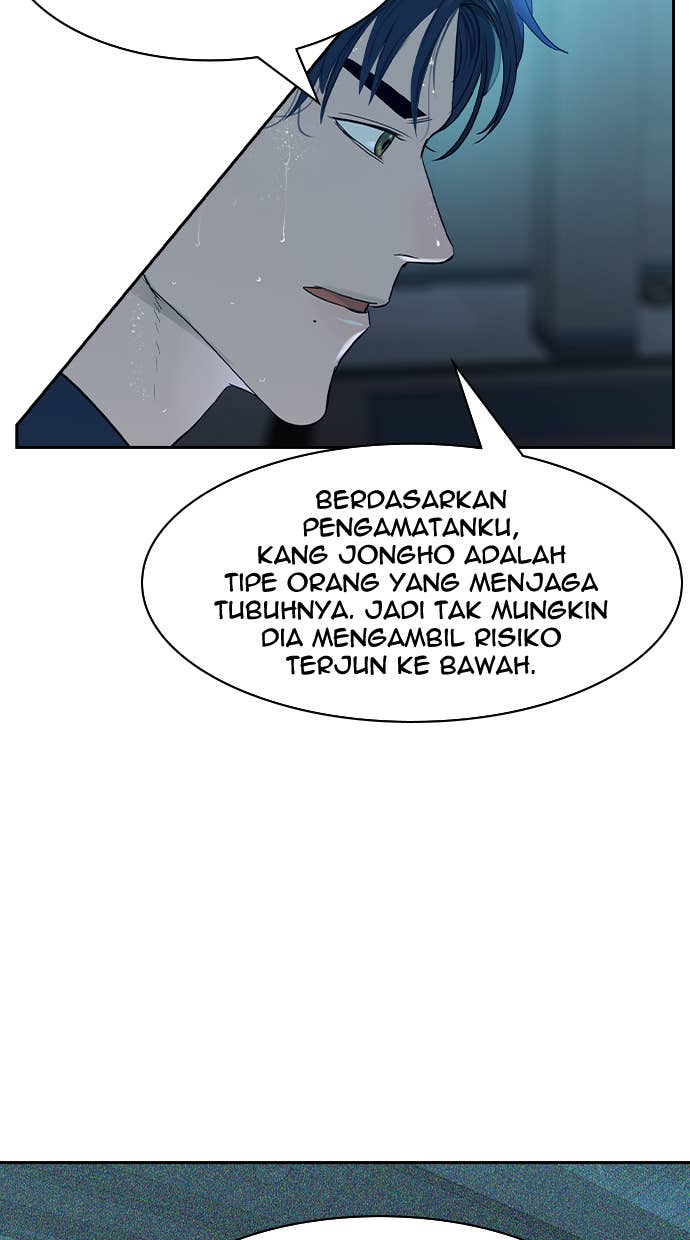 BERDASARKAN
PENGAMATANKU,
KANG JONGHO ADALAH
TIPE ORANG YANG MENJAGA
TUBUHNYA. JADI TAK MUNGKIN
DIA MENGAMBIL RISIKO
TERJUN KE BAWAH.